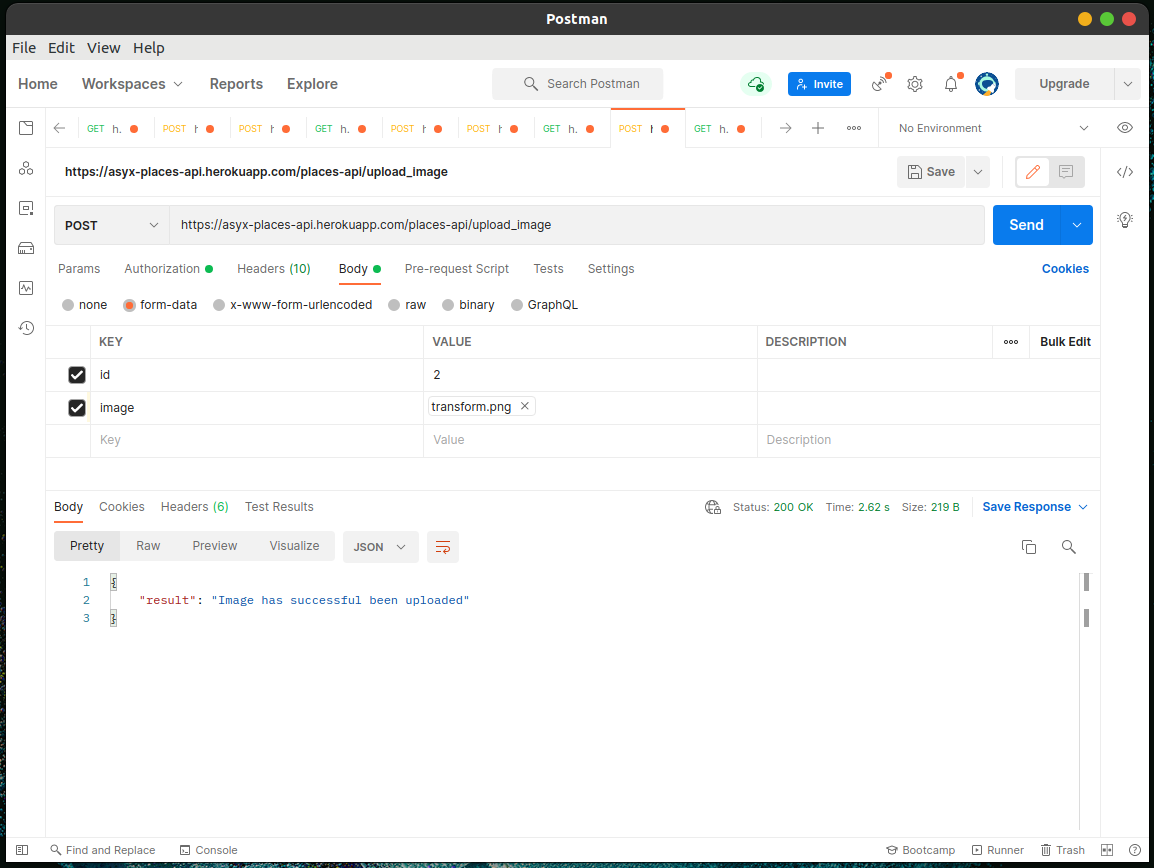 Postman
File Edit View Help
Home Workspaces Reports Explore Search Postman Invite Upgrade
GET h. POST h POST h GET h. POST h POST h GET h. POST h GET h. No Environment
https://asyx-places-api.herokuapp.com/places-api/upload_image Save
POST https://asyx-places-api.herokuapp.com/places-api/upload_image Send
Params Authorization Headers (10) Body Pre-request Script Tests Settings Cookies
none form-data x-www-form-urlencoded raw binary GraphQL
KEY VALUE DESCRIPTION Bulk Edit
id 2
image transform.png
Key Value Description
Body Cookies Headers (6) Test Results Status: 200 OK Time: 2.62 s Size: 219 B Save Response
Pretty Raw Preview Visualize JSON
1 {
2 "result": "Image has successful been uploaded"
3 }
Find and Replace Console Bootcamp Runner Trash